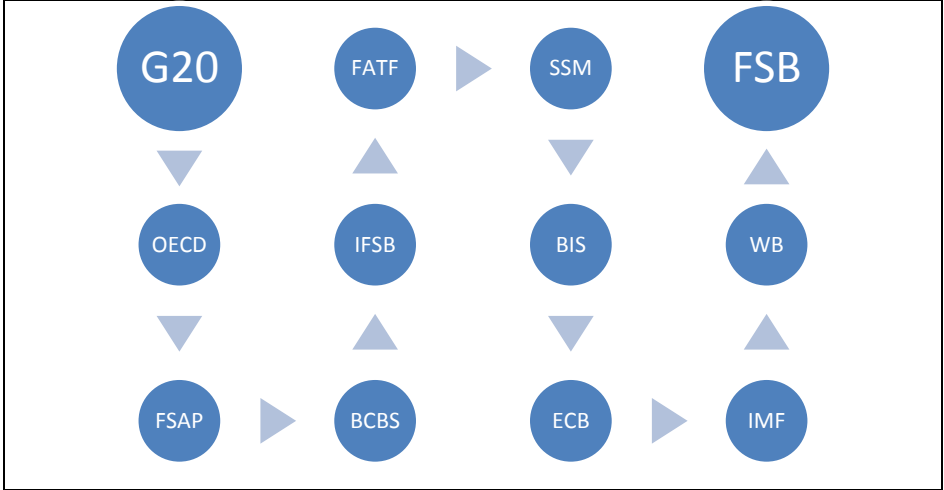 G20
OECD
FSAP
BCBS
IFSB
FATF
SSM
BIS
ECB
IMF
WB
FSB